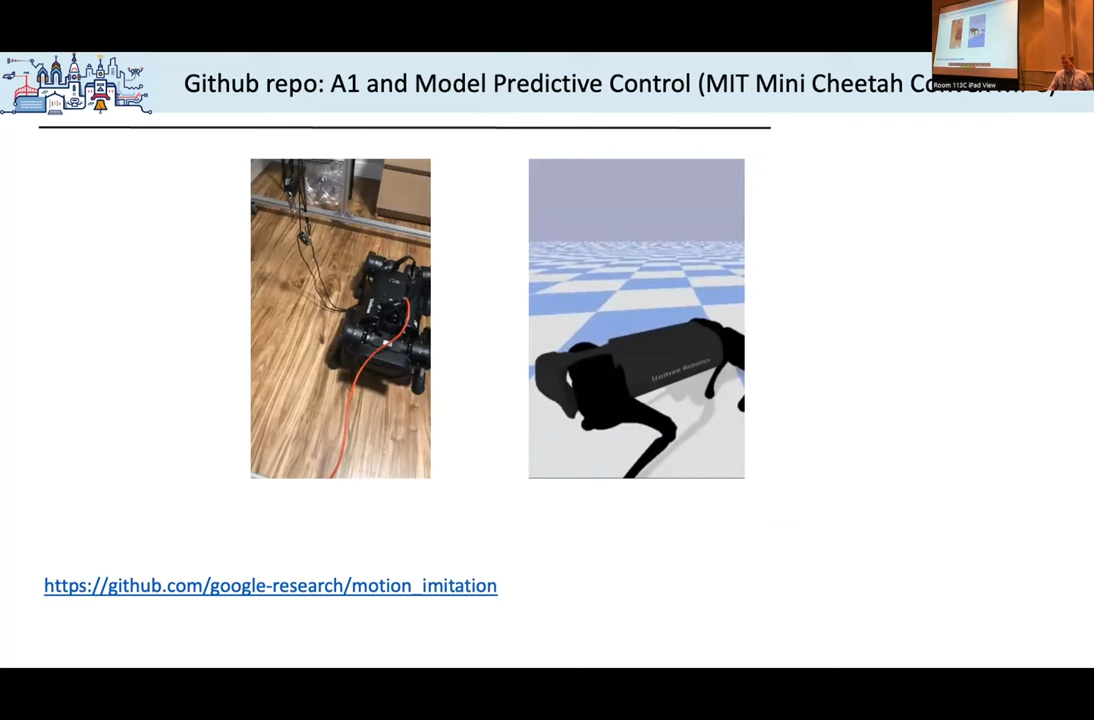 Github repo: A1 and Model Predictive Control (MIT Mini Cheetah
Room 113C iPad View
Unitree Robotics
https://github.com/google-research/motion_imitation